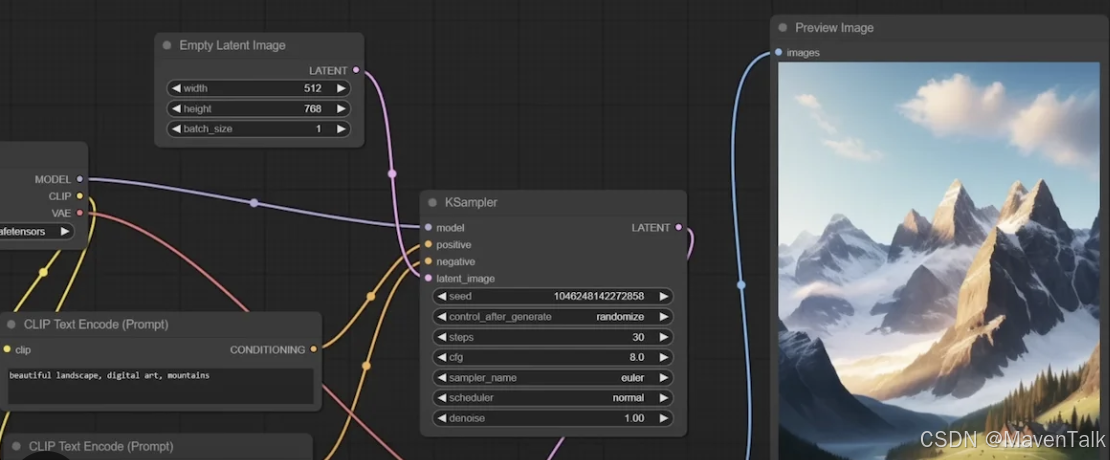 Empty Latent Image
LATENT
width 512
height 768
batch_size 1
MODEL
CLIP
VAE
afetensors
CLIP Text Encode (Prompt)
clip CONDITIONING
beautiful landscape, digital art, mountains
CLIP Text Encode (Prompt)
KSampler
model LATENT
positive
negative
latent_image
seed 1046248142272858
control_after_generate randomize
steps 30
cfg 8.0
sampler_name euler
scheduler normal
denoise 1.00
Preview Image
images
CSDN @MavenTalk